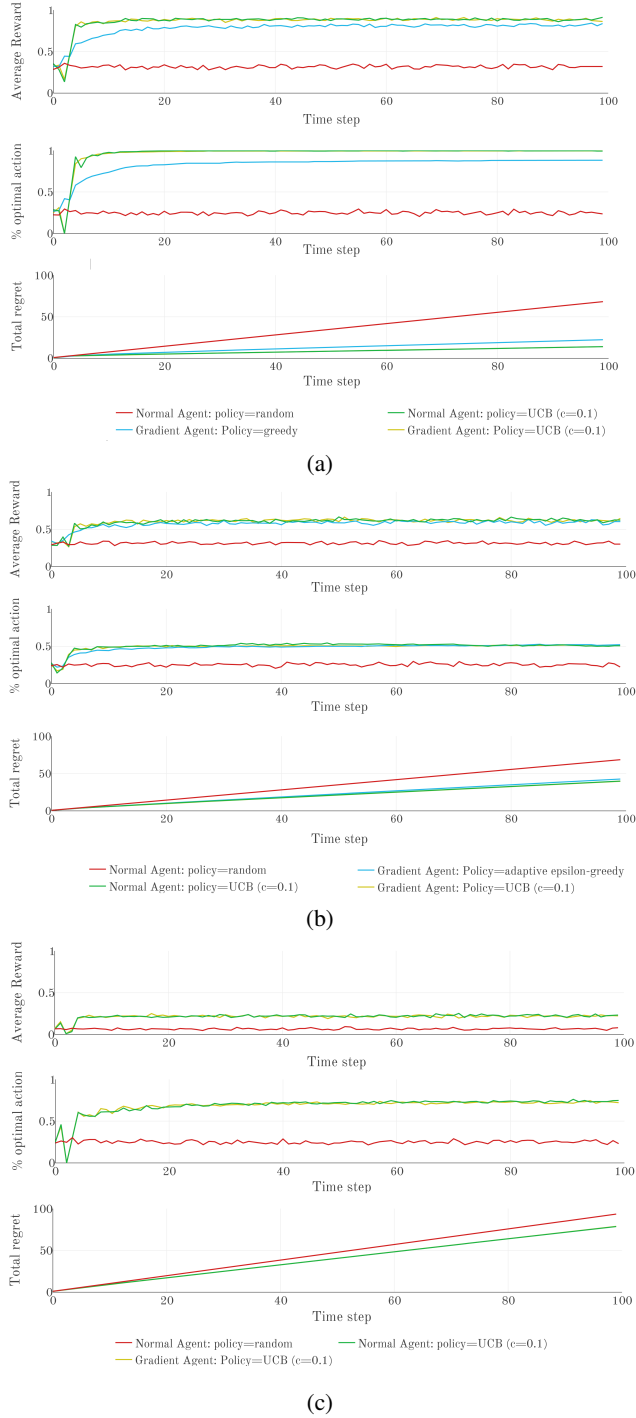 1
Average Reward
0.5
0
0 20 40 60 80 100
Time step
1
% optimal action
0.5
0
0 20 40 60 80 100
Time step
100
Total regret
50
0
0 20 40 60 80 100
Time step
Normal Agent: policy=random Normal Agent: policy=UCB (c=0.1)
Gradient Agent: Policy=greedy Gradient Agent: Policy=UCB (c=0.1)
(a)
1
Average Reward
0.5
0
0 20 40 60 80 100
Time step
1
% optimal action
0.5
0
0 20 40 60 80 100
Time step
100
Total regret
50
0
0 20 40 60 80 100
Time step
Normal Agent: policy=random Gradient Agent: Policy=adaptive epsilon-greedy
Normal Agent: policy=UCB (c=0.1) Gradient Agent: Policy=UCB (c=0.1)
(b)
1
Average Reward
0.5
0
0 20 40 60 80 100
Time step
1
% optimal action
0.5
0
0 20 40 60 80 100
Time step
100
Total regret
50
0
0 20 40 60 80 100
Time step
Normal Agent: policy=random Normal Agent: policy=UCB (c=0.1)
Gradient Agent: Policy=UCB (c=0.1)
(c)